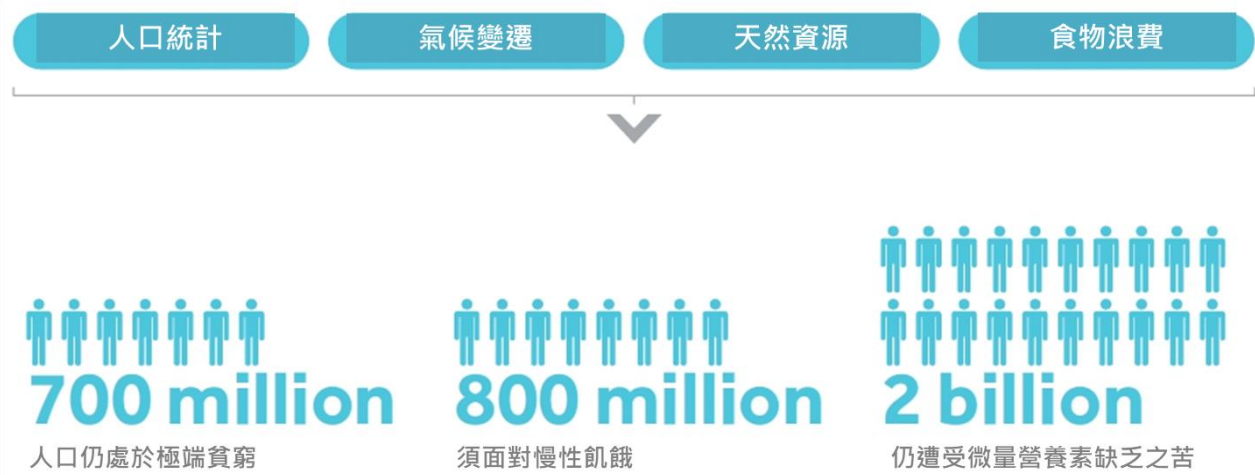 人口統計
氣候變遷
天然資源
食物浪費
700 million
人口仍處於極端貧窮
800 million
須面對慢性飢餓
2 billion
仍遭受微量營養素缺乏之苦